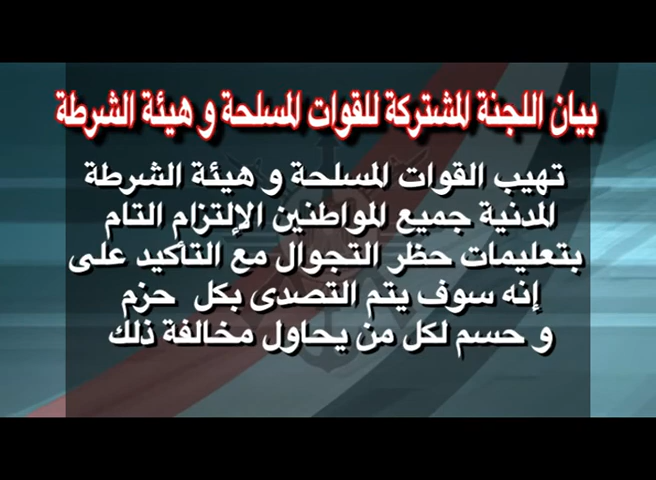 بيان اللجنة المشتركة للقوات المسلحة و هيئة الشرطة
تهيب القوات المسلحة و هيئة الشرطة
المدنية جميع المواطنين الإلتزام التام
بتعليمات حظر التجوال مع التأكيد على
إنه سوف يتم التصدى بكل حزم
و حسم لكل من يحاول مخالفة ذلك